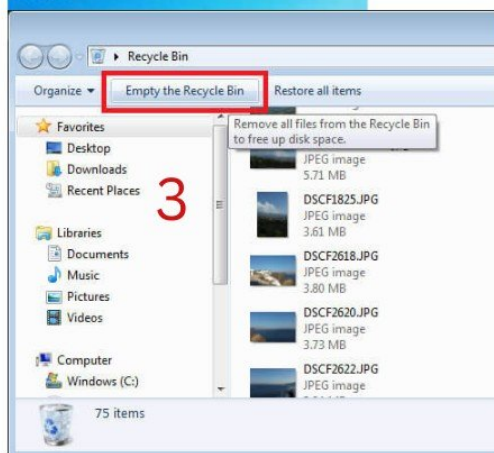 Recycle Bin
Organize Empty the Recycle Bin Restore all items
Remove all files from the Recycle Bin
to free up disk space.
Favorites
Desktop
Downloads
Recent Places
3
Libraries
Documents
Music
Pictures
Videos
Computer
Windows (C:)
JPEG image
5.71 MB
DSCF1825.JPG
JPEG image
3.61 MB
DSCF2618.JPG
JPEG image
3.80 MB
DSCF2620.JPG
JPEG image
3.73 MB
DSCF2622.JPG
JPEG image
75 items